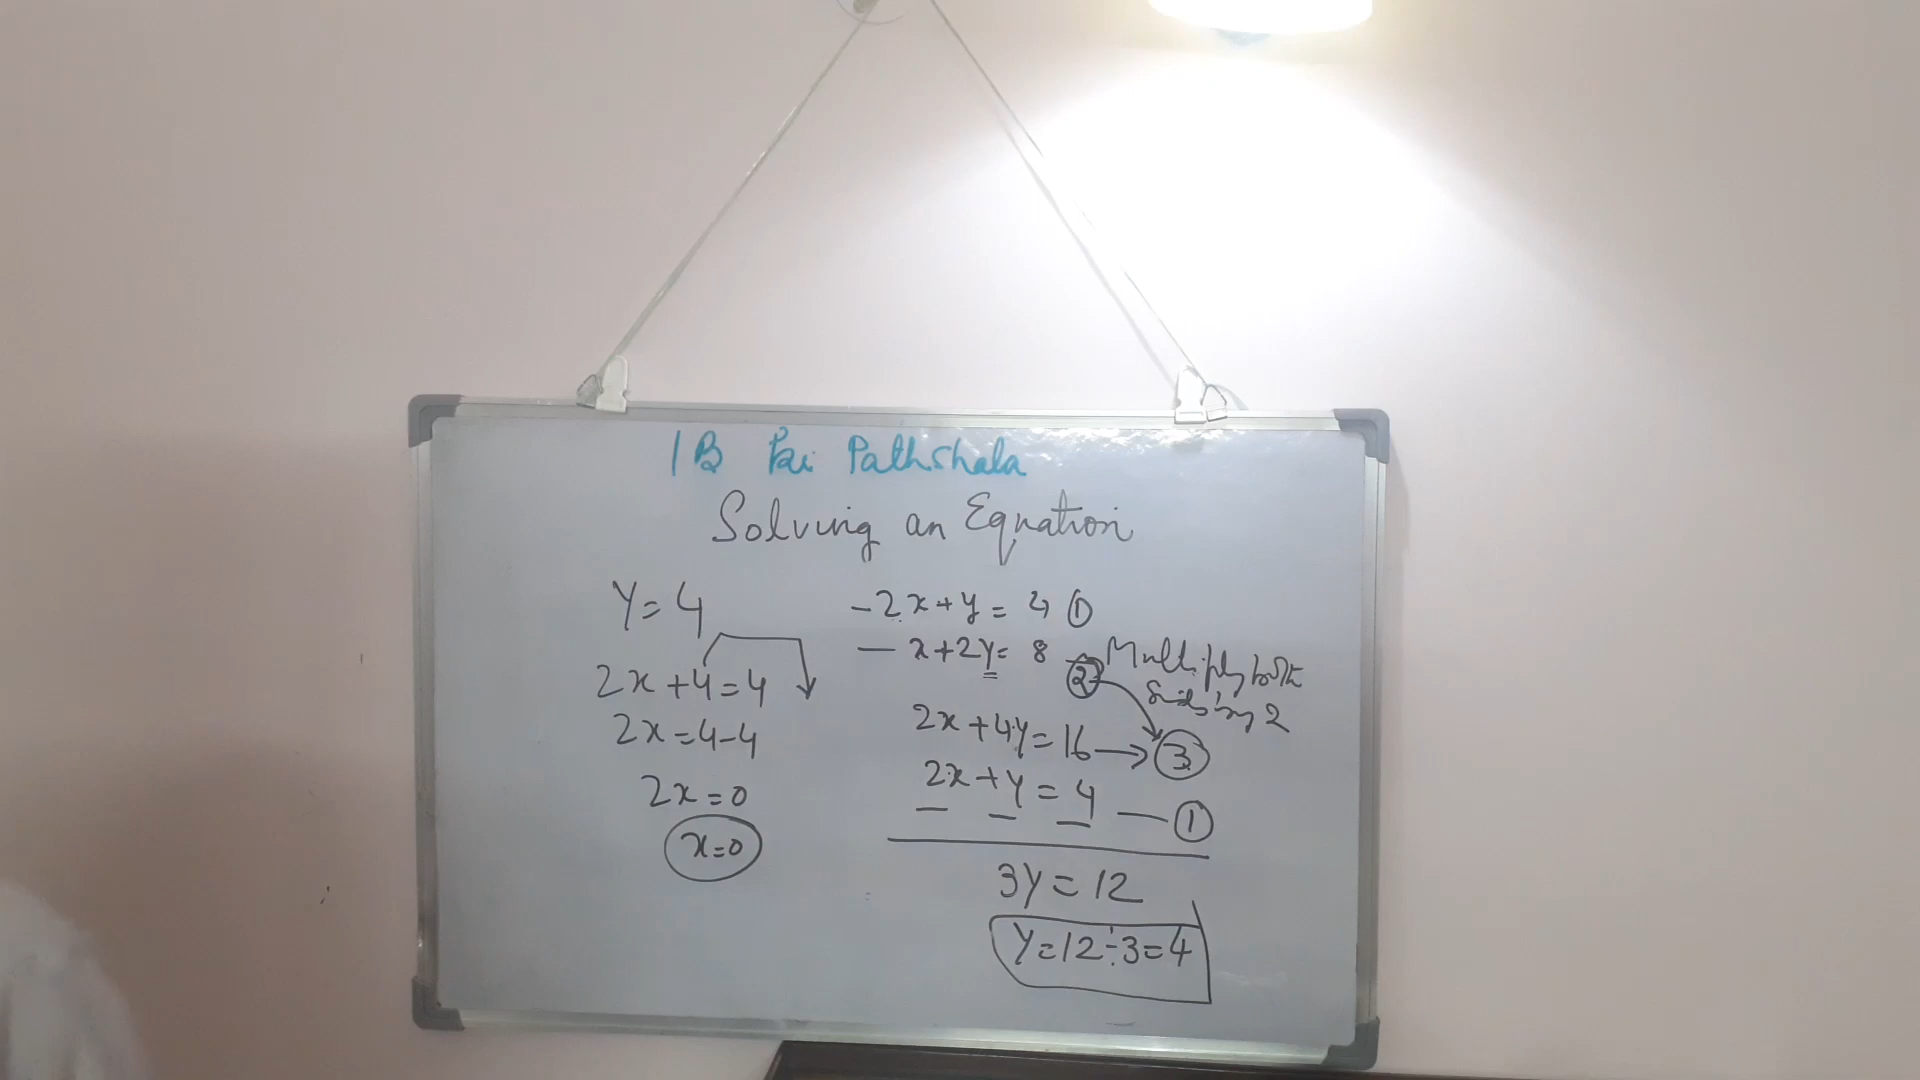 IB Ki Pathshala
Solving an Equation
Y=4
2x+4=4
2x=4-4
2x=0
x=0
-2x+y=4 ①
— x+2y=8 — ② Multiply both
Sides by 2
2x+4y=16→③
2x+y=4 — ①
— — —
3y=12
Y=12÷3=4